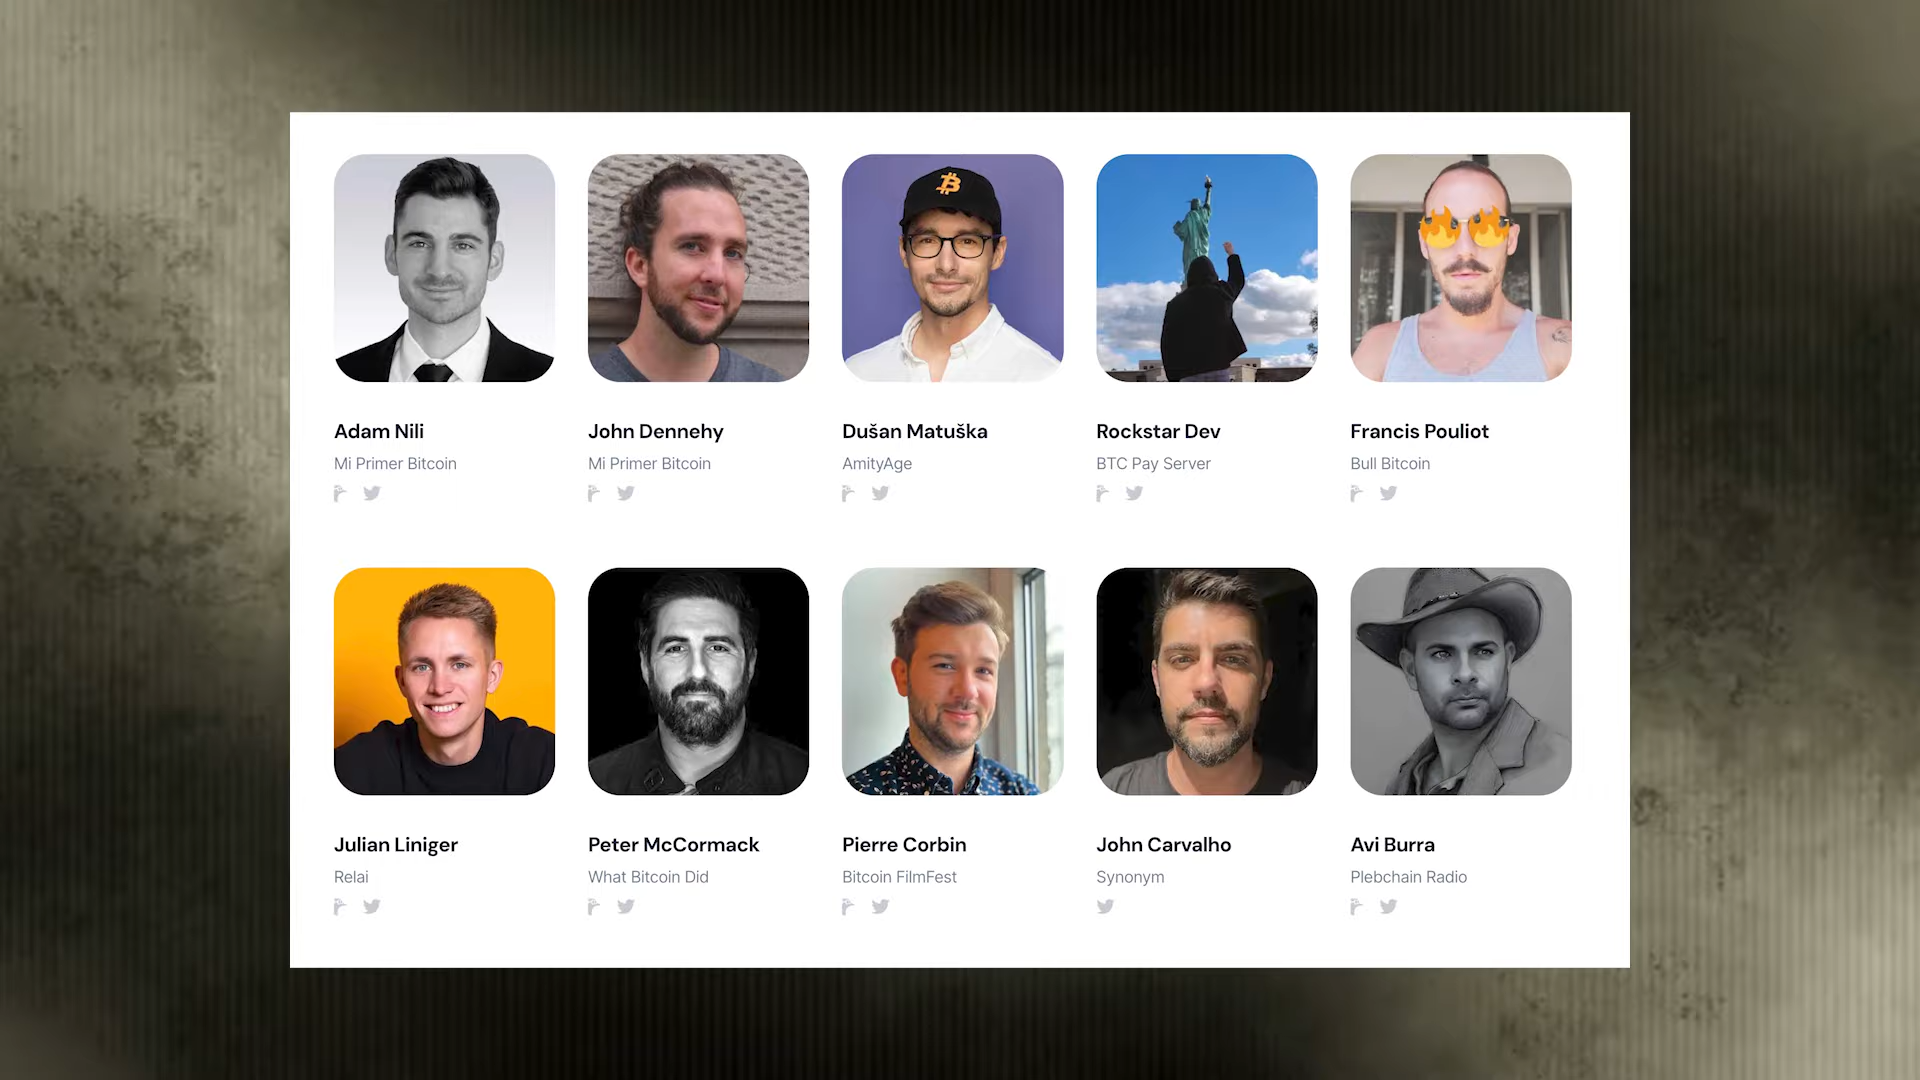 Adam Nili
Mi Primer Bitcoin
John Dennehy
Mi Primer Bitcoin
Dušan Matuška
AmityAge
Rockstar Dev
BTC Pay Server
Francis Pouliot
Bull Bitcoin
Julian Liniger
Relai
Peter McCormack
What Bitcoin Did
Pierre Corbin
Bitcoin FilmFest
John Carvalho
Synonym
Avi Burra
Plebchain Radio